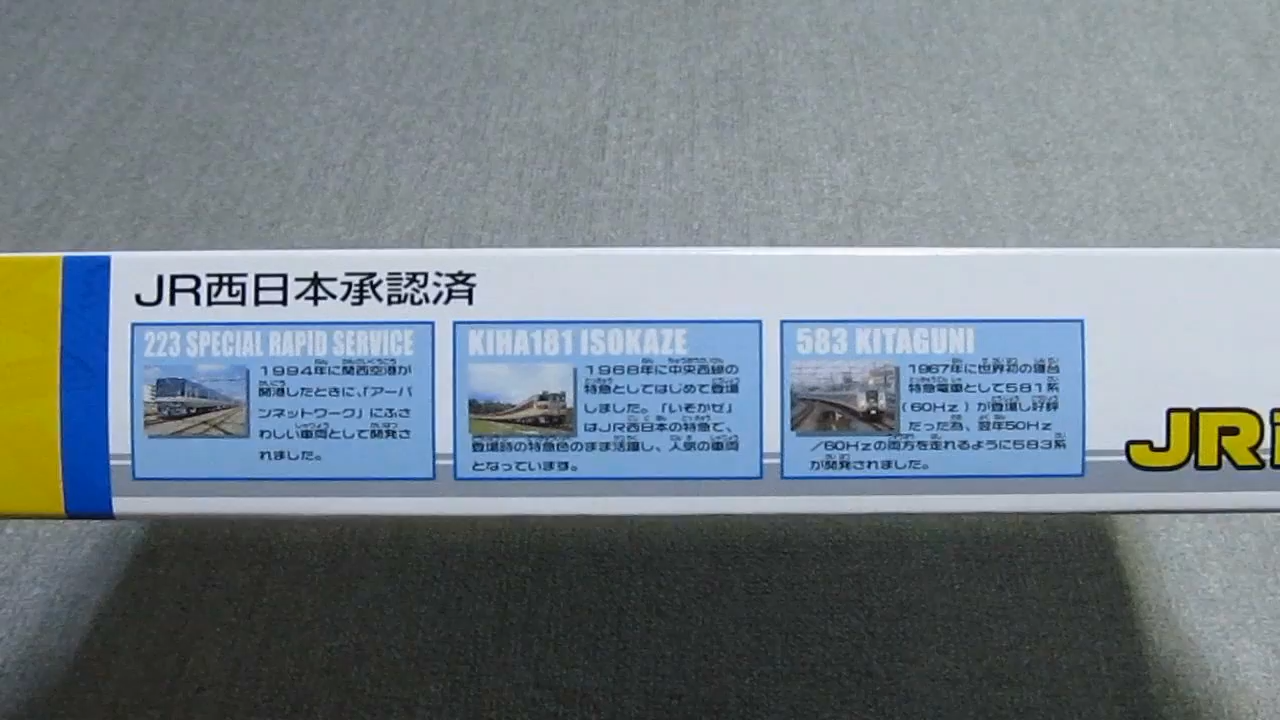 JR西日本承認済
223 SPECIAL RAPID SERVICE
1994年に関西空港が
開港したときに、「アーバ
ンネットワーク」にふさ
わしい車両として開発さ
れました。
KIHA181 ISOKAZE
1968年に中央西線の
特急としてはじめて登場
しました。「いそかぜ」
はJR西日本の特急で、
登場時の特急色のまま活躍し、人気の車両
となっています。
583 KITAGUNI
1967年に世界初の寝台
特急電車として581系
(60Hz)が登場し好評
だった為、翌年50Hz
/60Hzの両方を走れるように583系
が開発されました。
JR